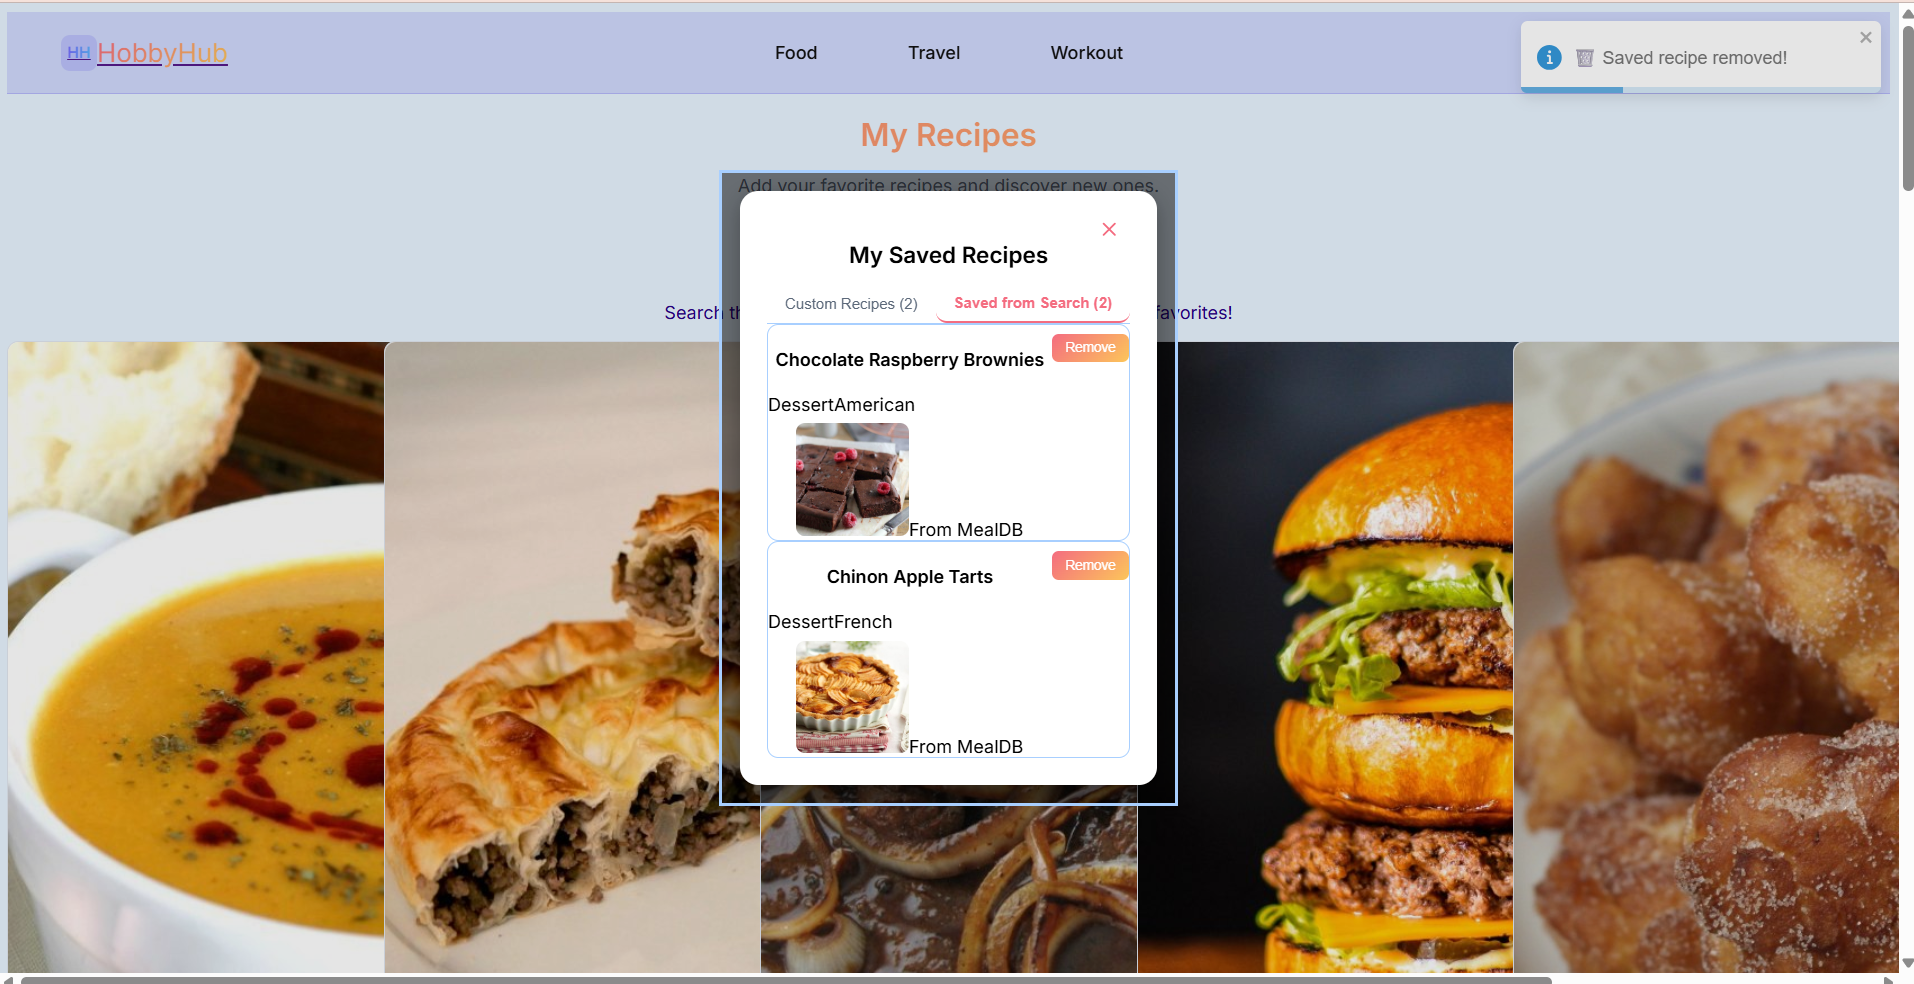 HH HobbyHub
Food Travel Workout
Saved recipe removed!
My Recipes
Add your favorite recipes and discover new ones.
My Saved Recipes
Custom Recipes (2) Saved from Search (2)
Search favorites!
Chocolate Raspberry Brownies Remove
DessertAmerican
From MealDB
Chinon Apple Tarts Remove
DessertFrench
From MealDB